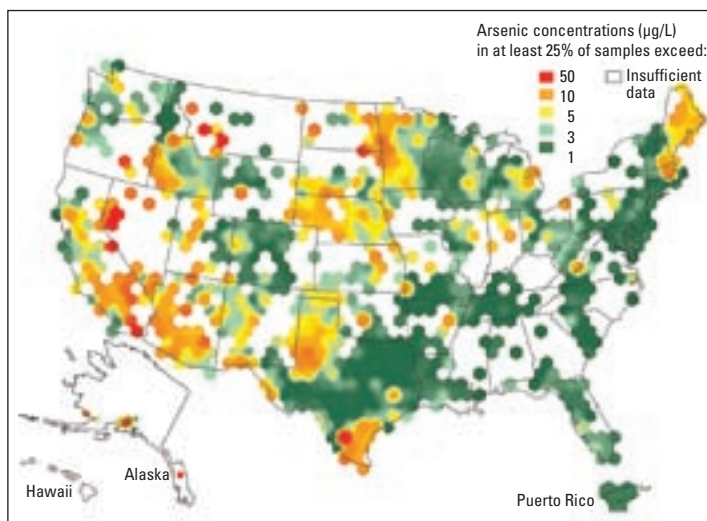 Arsenic concentrations (µg/L)
in at least 25% of samples exceed:
50
10
5
3
1
Insufficient
data
Alaska
Hawaii
Puerto Rico